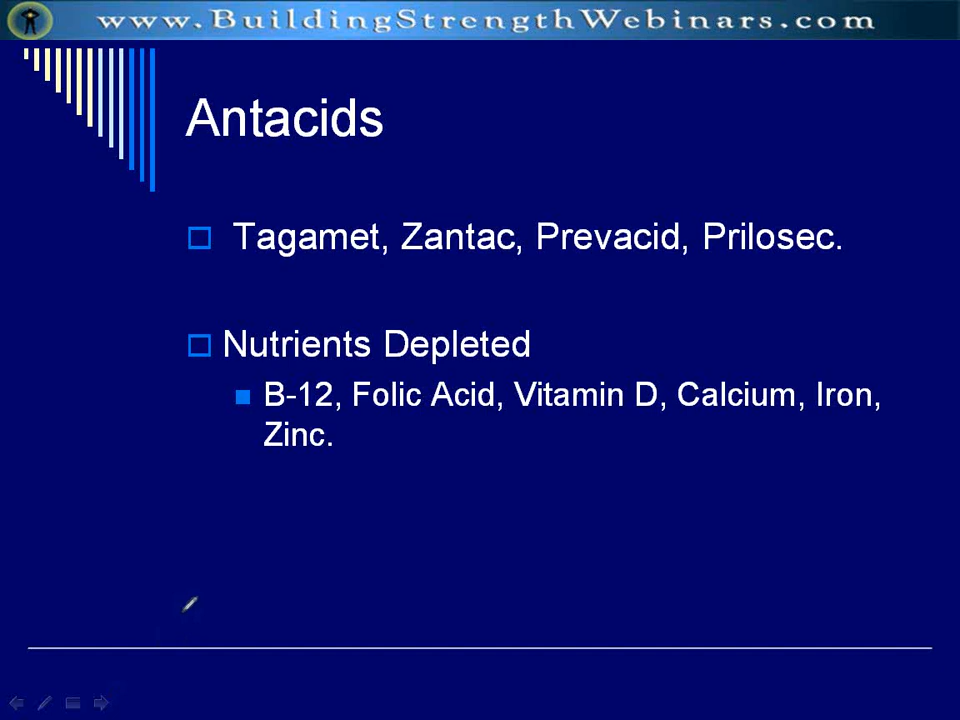 www.BuildingStrengthWebinars.com
Antacids
Tagamet, Zantac, Prevacid, Prilosec.
Nutrients Depleted
B-12, Folic Acid, Vitamin D, Calcium, Iron,
Zinc.